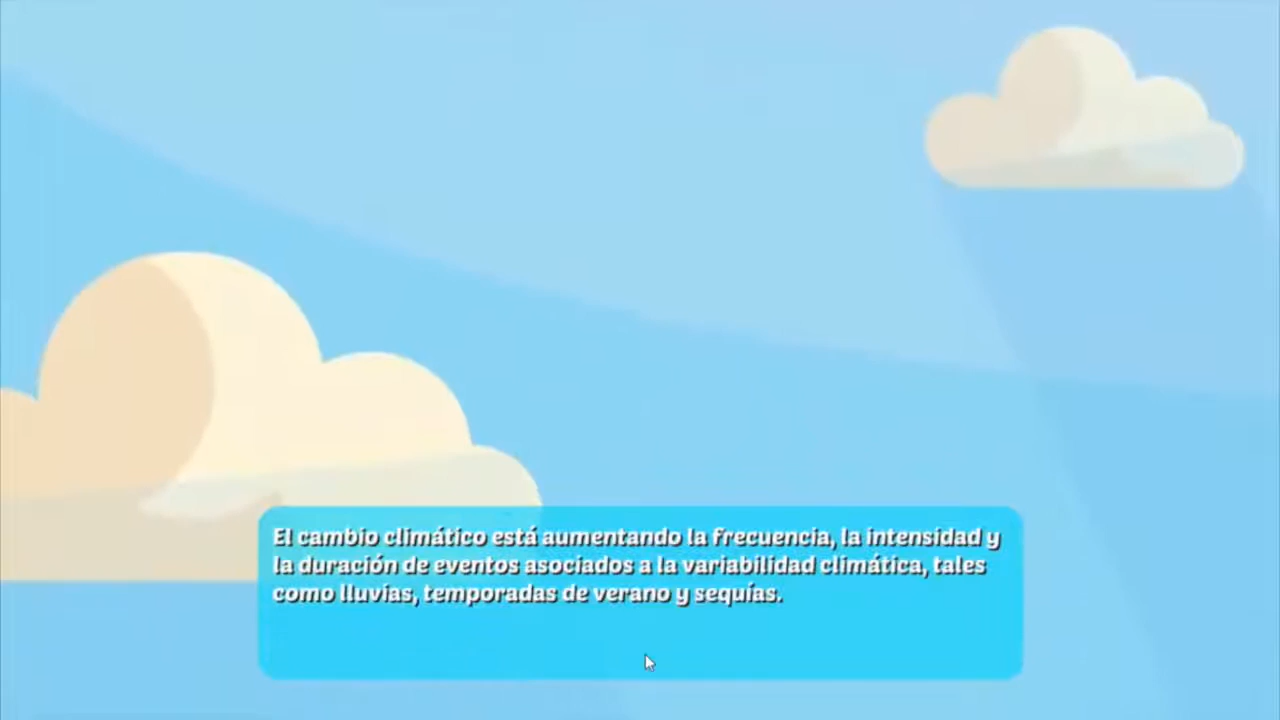 El cambio climático está aumentando la frecuencia, la intensidad y
la duración de eventos asociados a la variabilidad climática, tales
como lluvias, temporadas de verano y sequías.